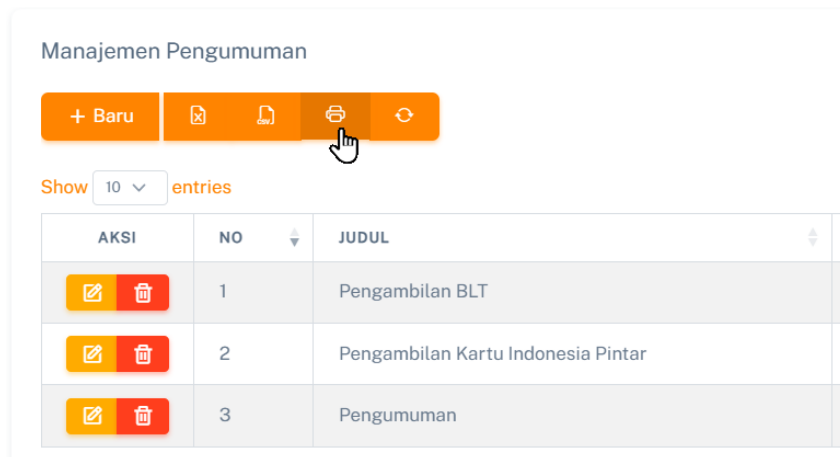 Manajemen Pengumuman
+ Baru
CSV
Show 10 entries
AKSI NO JUDUL
1 Pengambilan BLT
2 Pengambilan Kartu Indonesia Pintar
3 Pengumuman